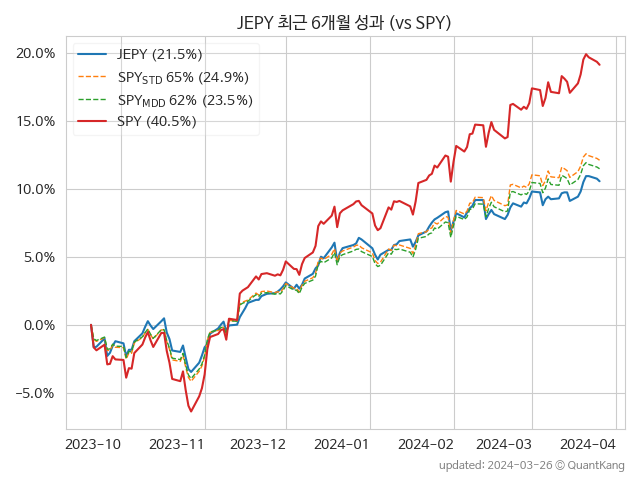 JEPY 최근 6개월 성과 (vs SPY)
20.0%
15.0%
10.0%
5.0%
0.0%
−5.0%
JEPY (21.5%)
SPY_STD 65% (24.9%)
SPY_MDD 62% (23.5%)
SPY (40.5%)
2023-10 2023-11 2023-12 2024-01 2024-02 2024-03 2024-04
updated: 2024-03-26 © QuantKang